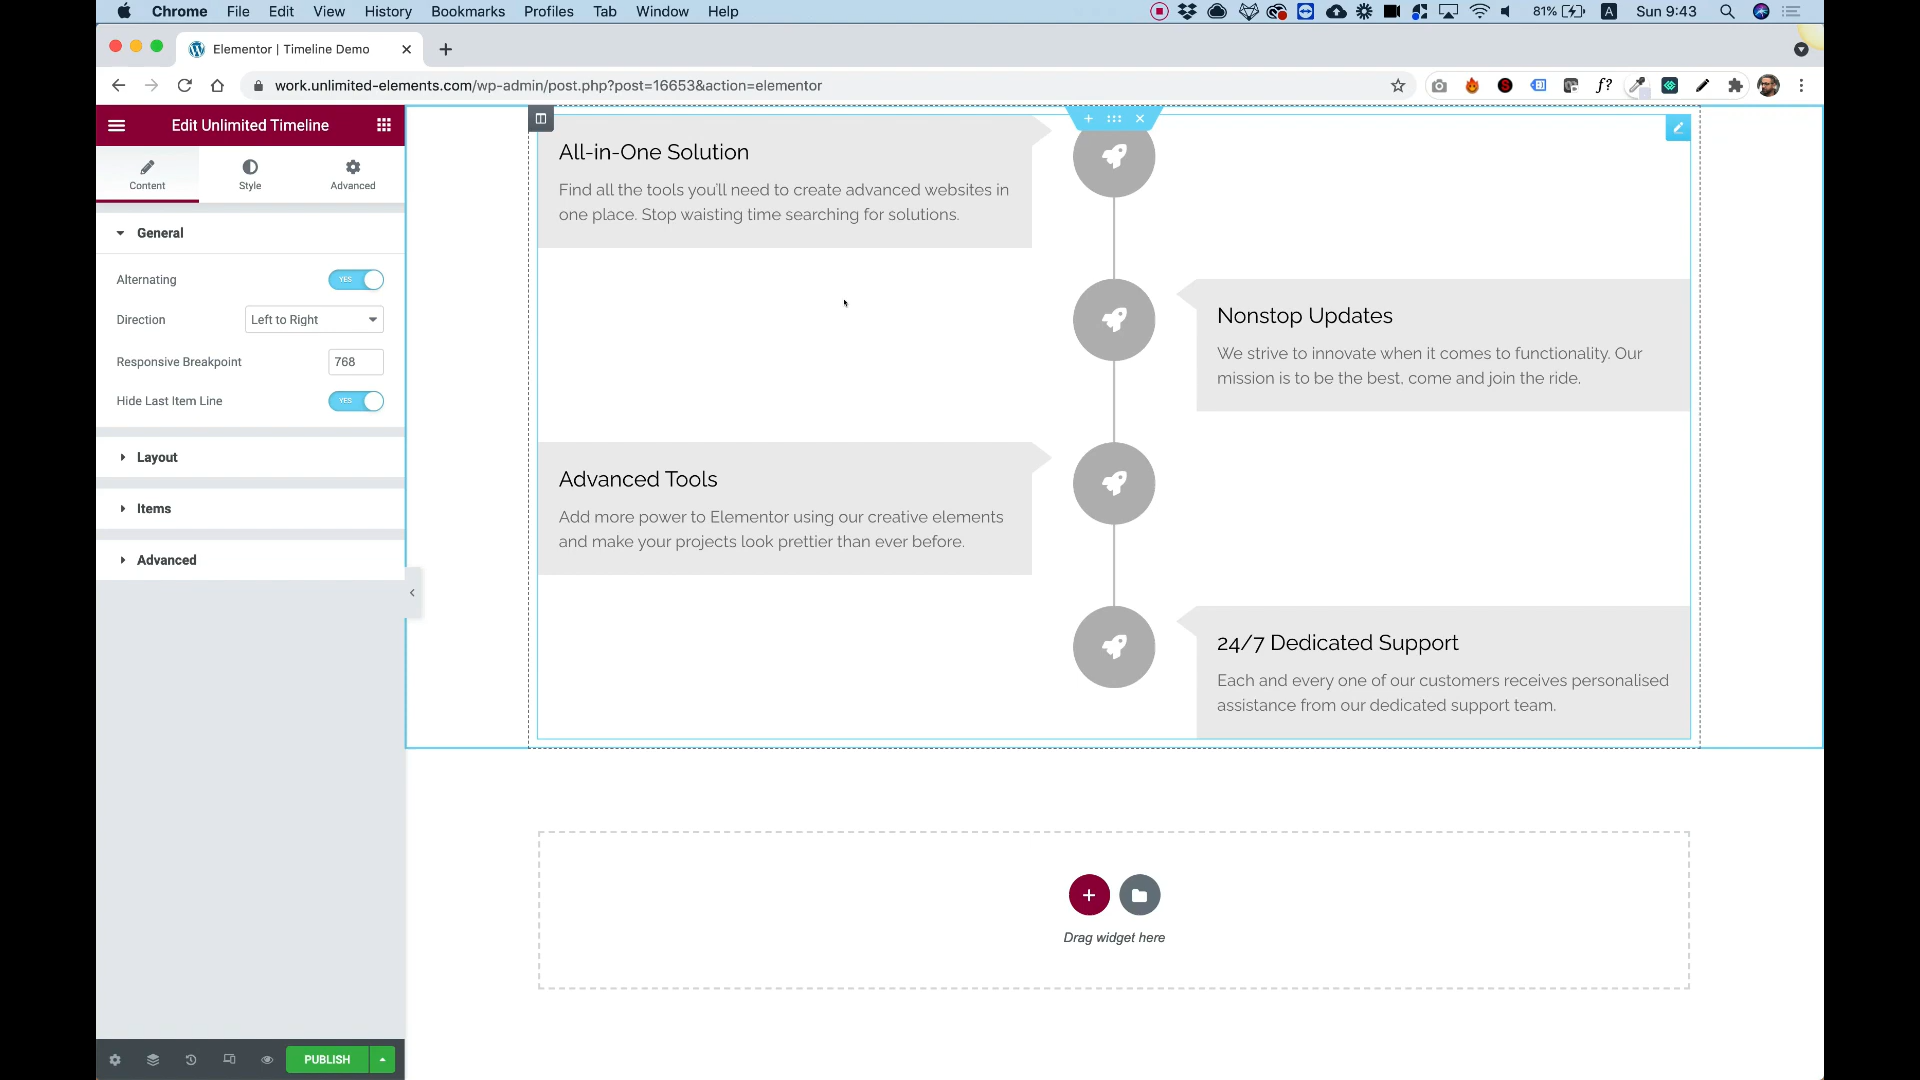 Chrome File Edit View History Bookmarks Profiles Tab Window Help 81% A Sun 9:43
Elementor | Timeline Demo
work.unlimited-elements.com/wp-admin/post.php?post=16653&action=elementor
S
f?
Edit Unlimited Timeline
Content Style Advanced
General
Alternating YES
Direction Left to Right
Responsive Breakpoint 768
Hide Last Item Line YES
Layout
Items
Advanced
PUBLISH
All-in-One Solution
Find all the tools you'll need to create advanced websites in
one place. Stop waisting time searching for solutions.
Nonstop Updates
We strive to innovate when it comes to functionality. Our
mission is to be the best, come and join the ride.
Advanced Tools
Add more power to Elementor using our creative elements
and make your projects look prettier than ever before.
24/7 Dedicated Support
Each and every one of our customers receives personalised
assistance from our dedicated support team.
Drag widget here